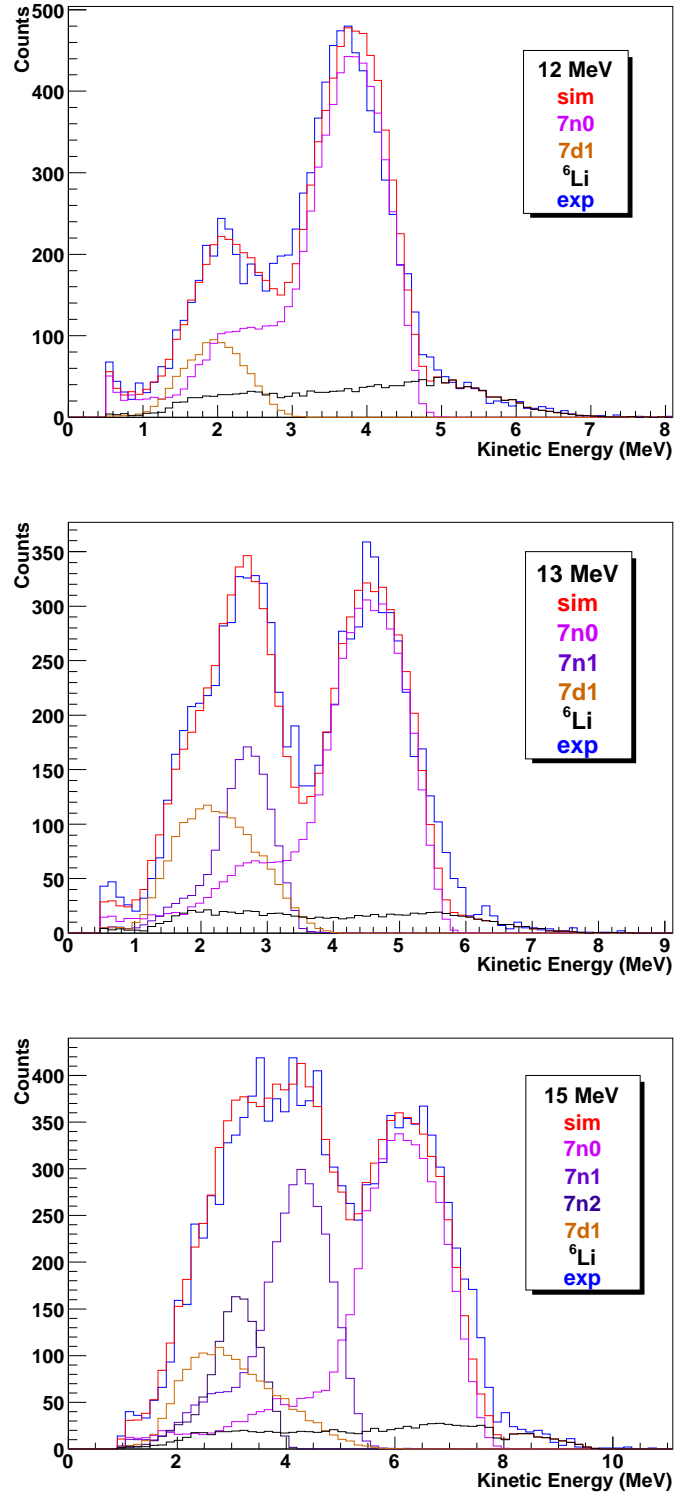 Counts
500
400
300
200
100
0
12 MeV
sim
7n0
7d1
⁶Li
exp
0 1 2 3 4 5 6 7 8
Kinetic Energy (MeV)
Counts
350
300
250
200
150
100
50
0
13 MeV
sim
7n0
7n1
7d1
⁶Li
exp
0 1 2 3 4 5 6 7 8 9
Kinetic Energy (MeV)
Counts
400
350
300
250
200
150
100
50
0
15 MeV
sim
7n0
7n1
7n2
7d1
⁶Li
exp
0 2 4 6 8 10
Kinetic Energy (MeV)